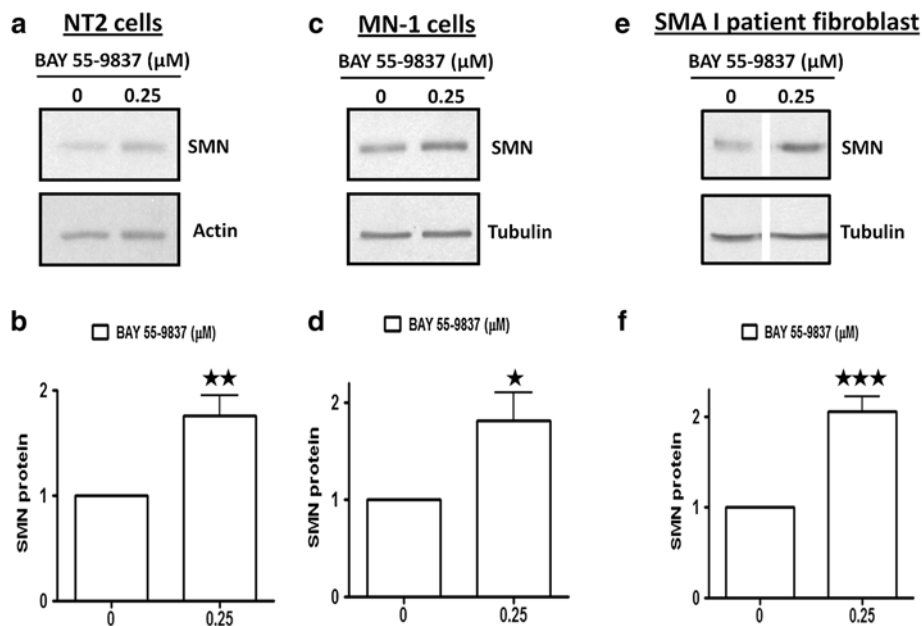 a NT2 cells
BAY 55-9837 (µM)
0 0.25
SMN
Actin
c MN-1 cells
BAY 55-9837 (µM)
0 0.25
SMN
Tubulin
e SMA I patient fibroblast
BAY 55-9837 (µM)
0 0.25
SMN
Tubulin
b
BAY 55-9837 (µM)
★★
2
1
0
SMN protein
0 0.25
d
BAY 55-9837 (µM)
★
2
1
0
SMN protein
0 0.25
f
BAY 55-9837 (µM)
★★★
2
1
0
SMN protein
0 0.25